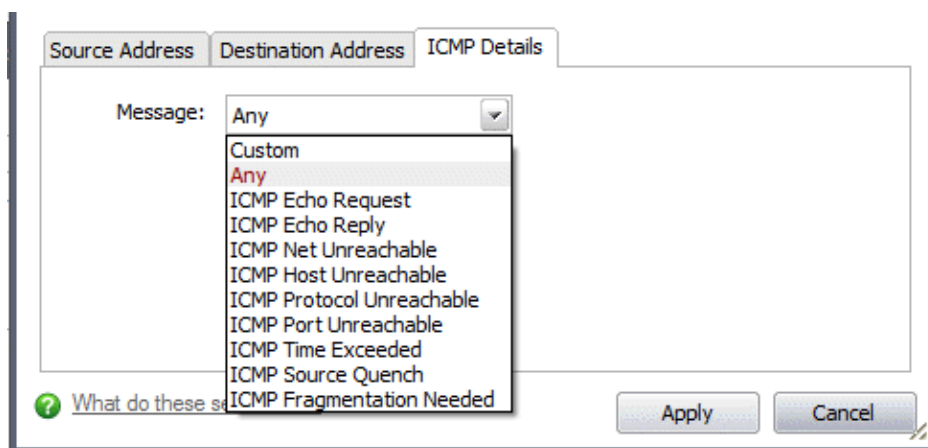 Source Address Destination Address ICMP Details
Message: Any
Custom
Any
ICMP Echo Request
ICMP Echo Reply
ICMP Net Unreachable
ICMP Host Unreachable
ICMP Protocol Unreachable
ICMP Port Unreachable
ICMP Time Exceeded
ICMP Source Quench
ICMP Fragmentation Needed
What do these
Apply Cancel